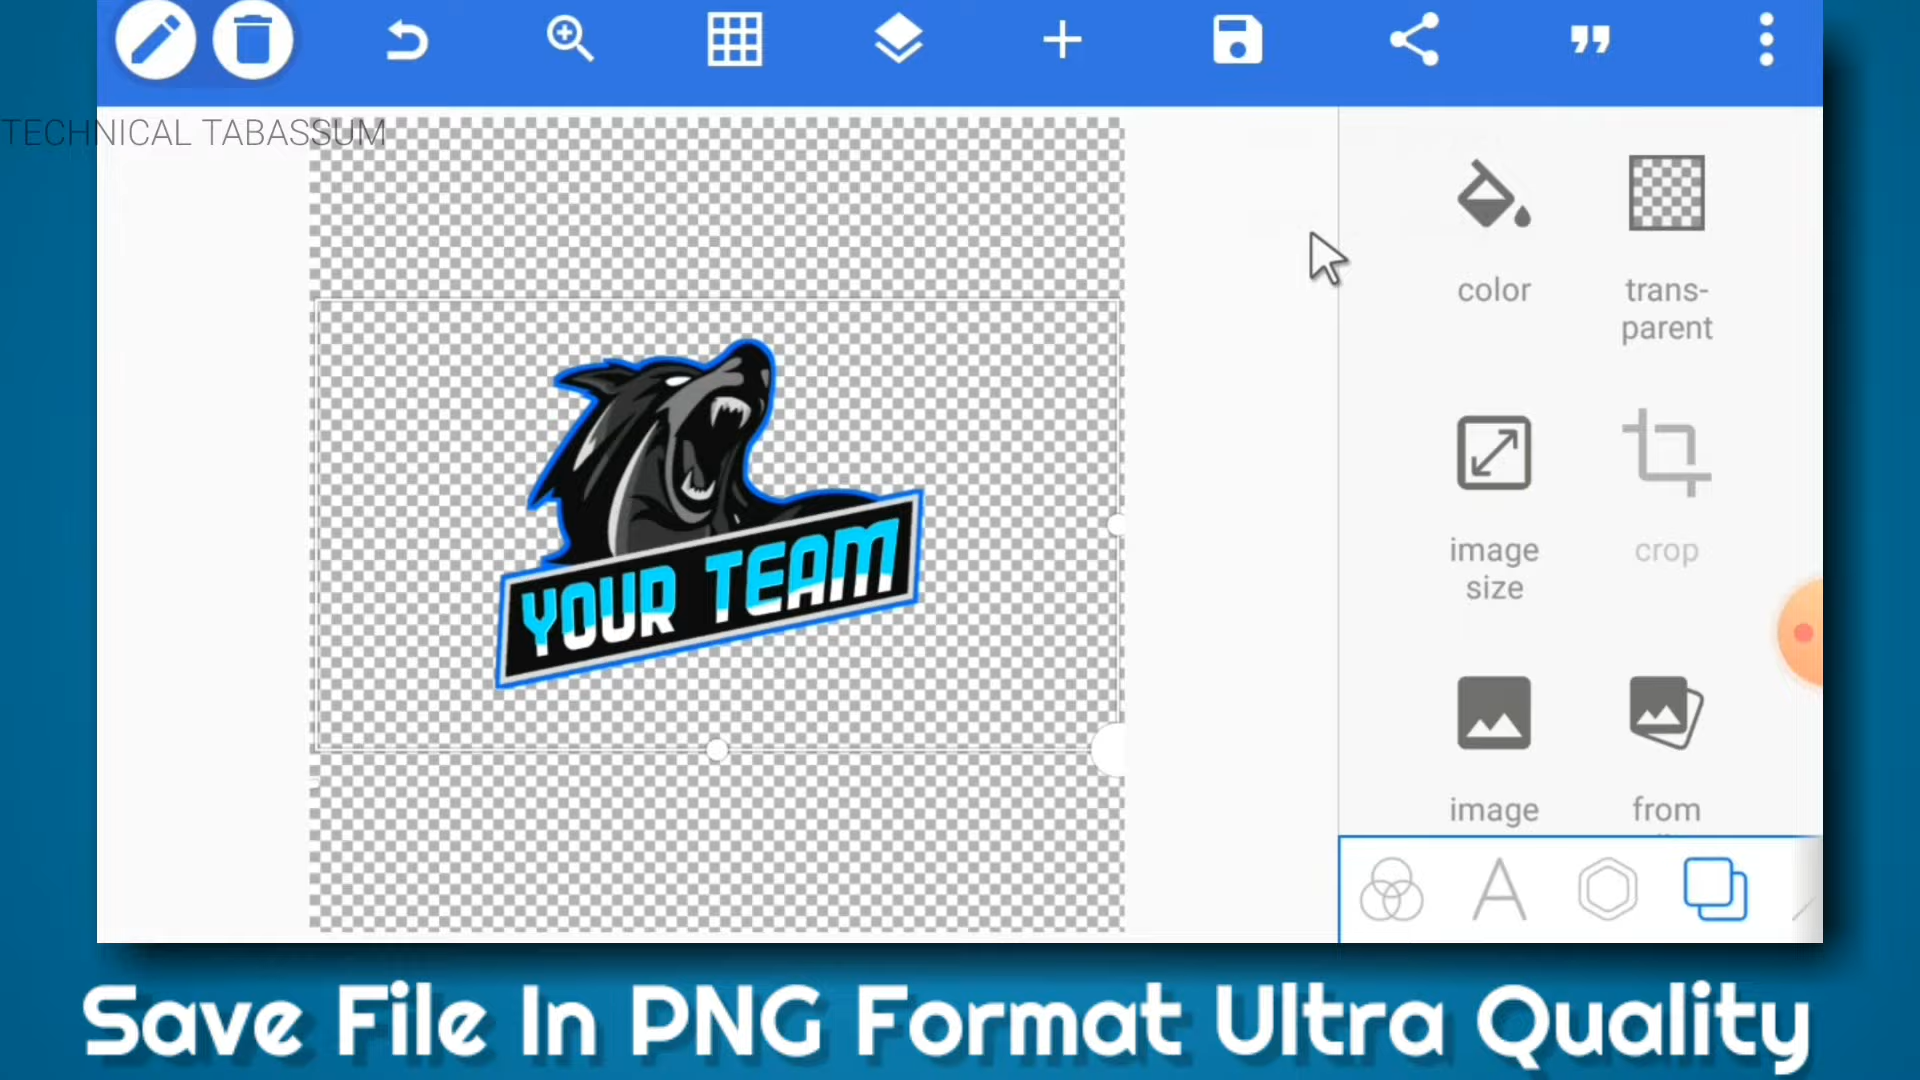 TECHNICAL TABASSUM
color
trans-
parent
image
size
crop
image
from
YOUR TEAM
Save File In PNG Format Ultra Quality